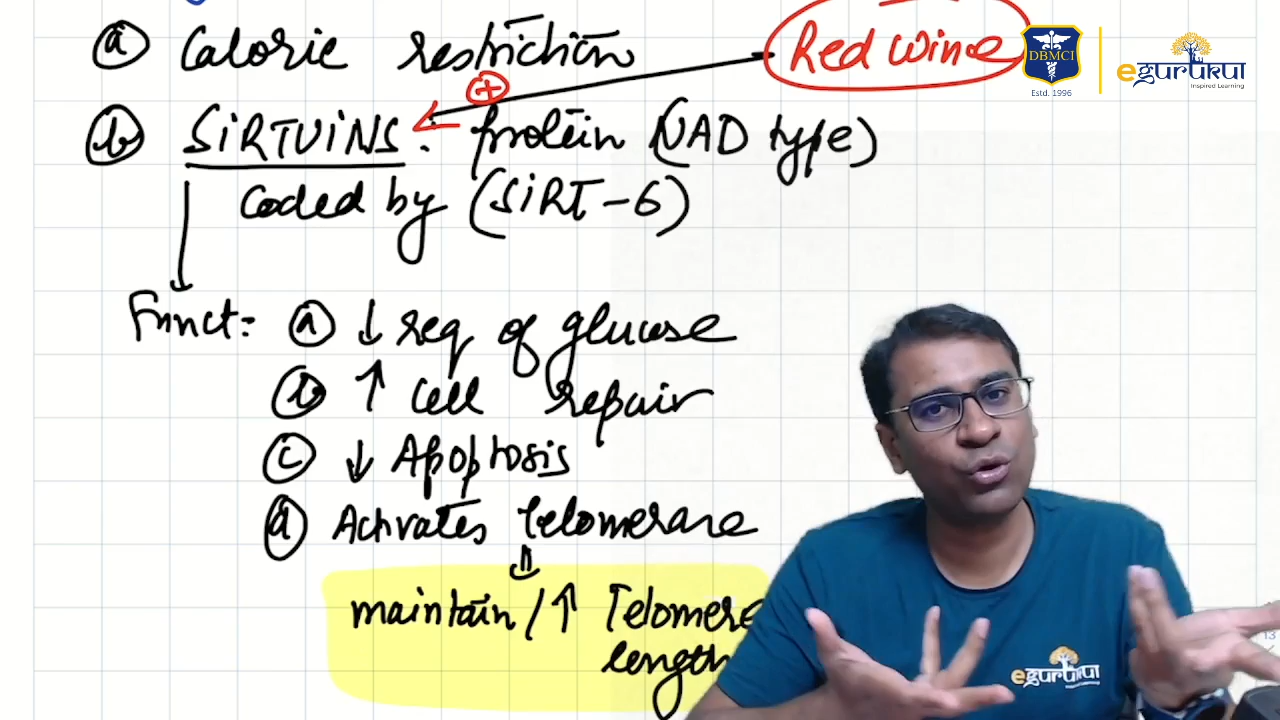 ⓐ Caloric restriction
Red wine
DBMCI
Estd. 1996
egurukul
Inspired Learning
⊕
ⓑ SIRTUINS : protein (NAD type)
coded by (SIRT-6)
Funct: ⓐ ↓ req of glucose
ⓑ ↑ cell repair
ⓒ ↓ Apoptosis
ⓓ Activates Telomerase
maintain / ↑ Telomere
length
egurukul